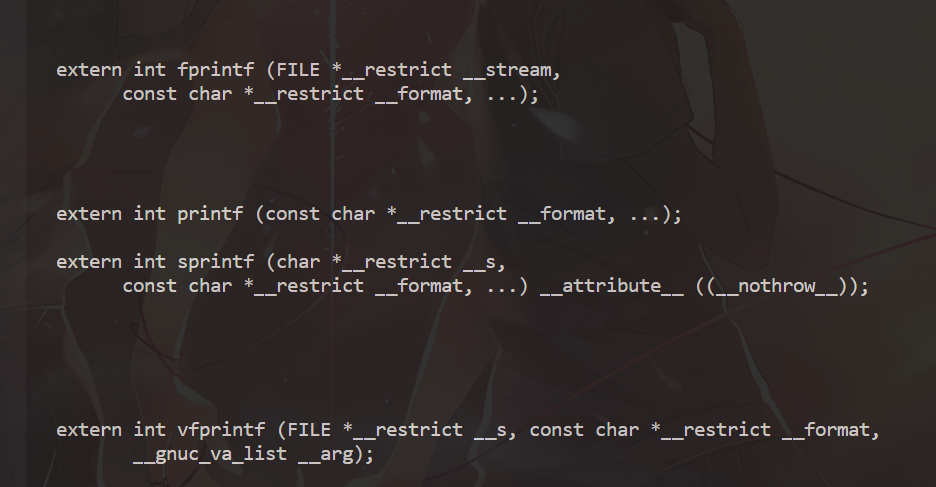 extern int fprintf (FILE *__restrict __stream,
const char *__restrict __format, ...);
extern int printf (const char *__restrict __format, ...);
extern int sprintf (char *__restrict __s,
const char *__restrict __format, ...) __attribute__ ((__nothrow__));
extern int vfprintf (FILE *__restrict __s, const char *__restrict __format,
__gnuc_va_list __arg);